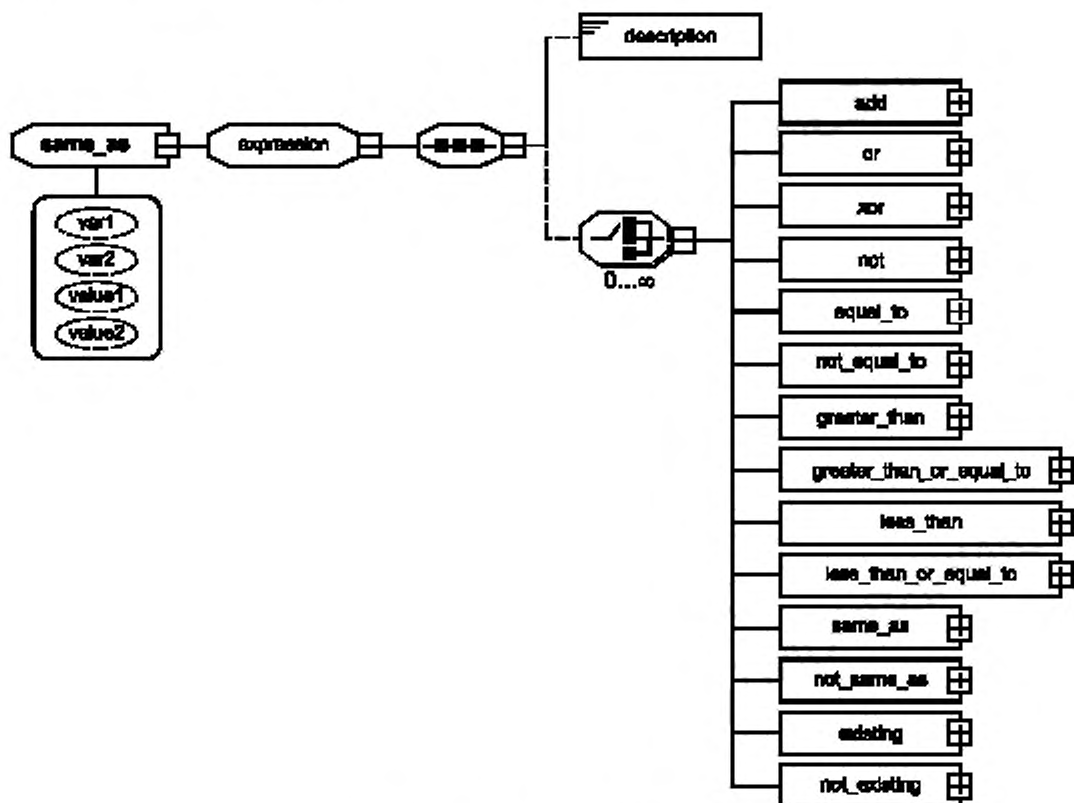 description
same_as
expression
var1
var2
value1
value2
0...∞
add
or
xor
not
equal_to
not_equal_to
greater_than
greater_than_or_equal_to
less_than
less_than_or_equal_to
same_as
not_same_as
existing
not_existing